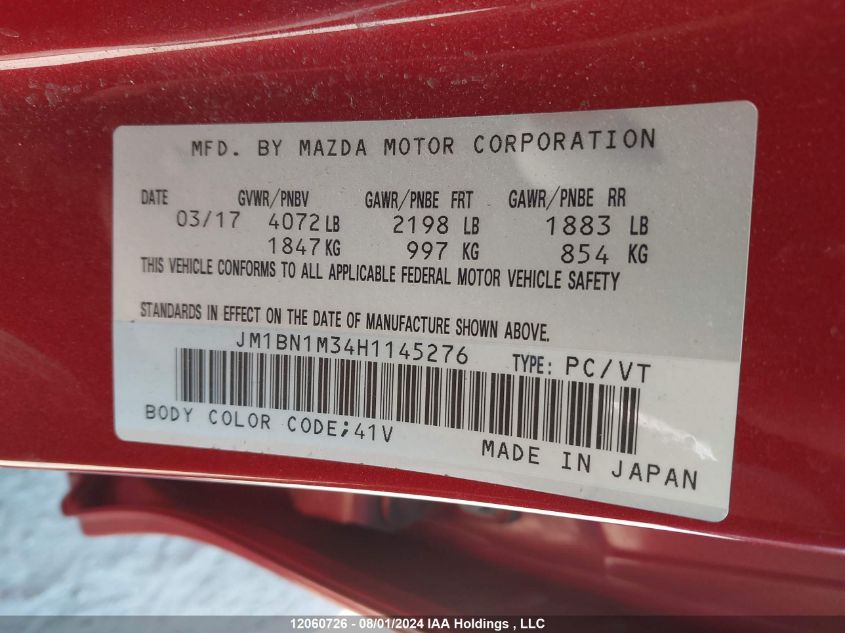 MFD. BY MAZDA MOTOR CORPORATION
DATE GVWR/PNBV GAWR/PNBE FRT GAWR/PNBE RR
03/17 4072 LB 2198 LB 1883 LB
1847 KG 997 KG 854 KG
THIS VEHICLE CONFORMS TO ALL APPLICABLE FEDERAL MOTOR VEHICLE SAFETY
STANDARDS IN EFFECT ON THE DATE OF MANUFACTURE SHOWN ABOVE.
JM1BN1M34H1145276 TYPE: PC/VT
BODY COLOR CODE;41V
MADE IN JAPAN
12060726 - 08/01/2024 IAA Holdings , LLC